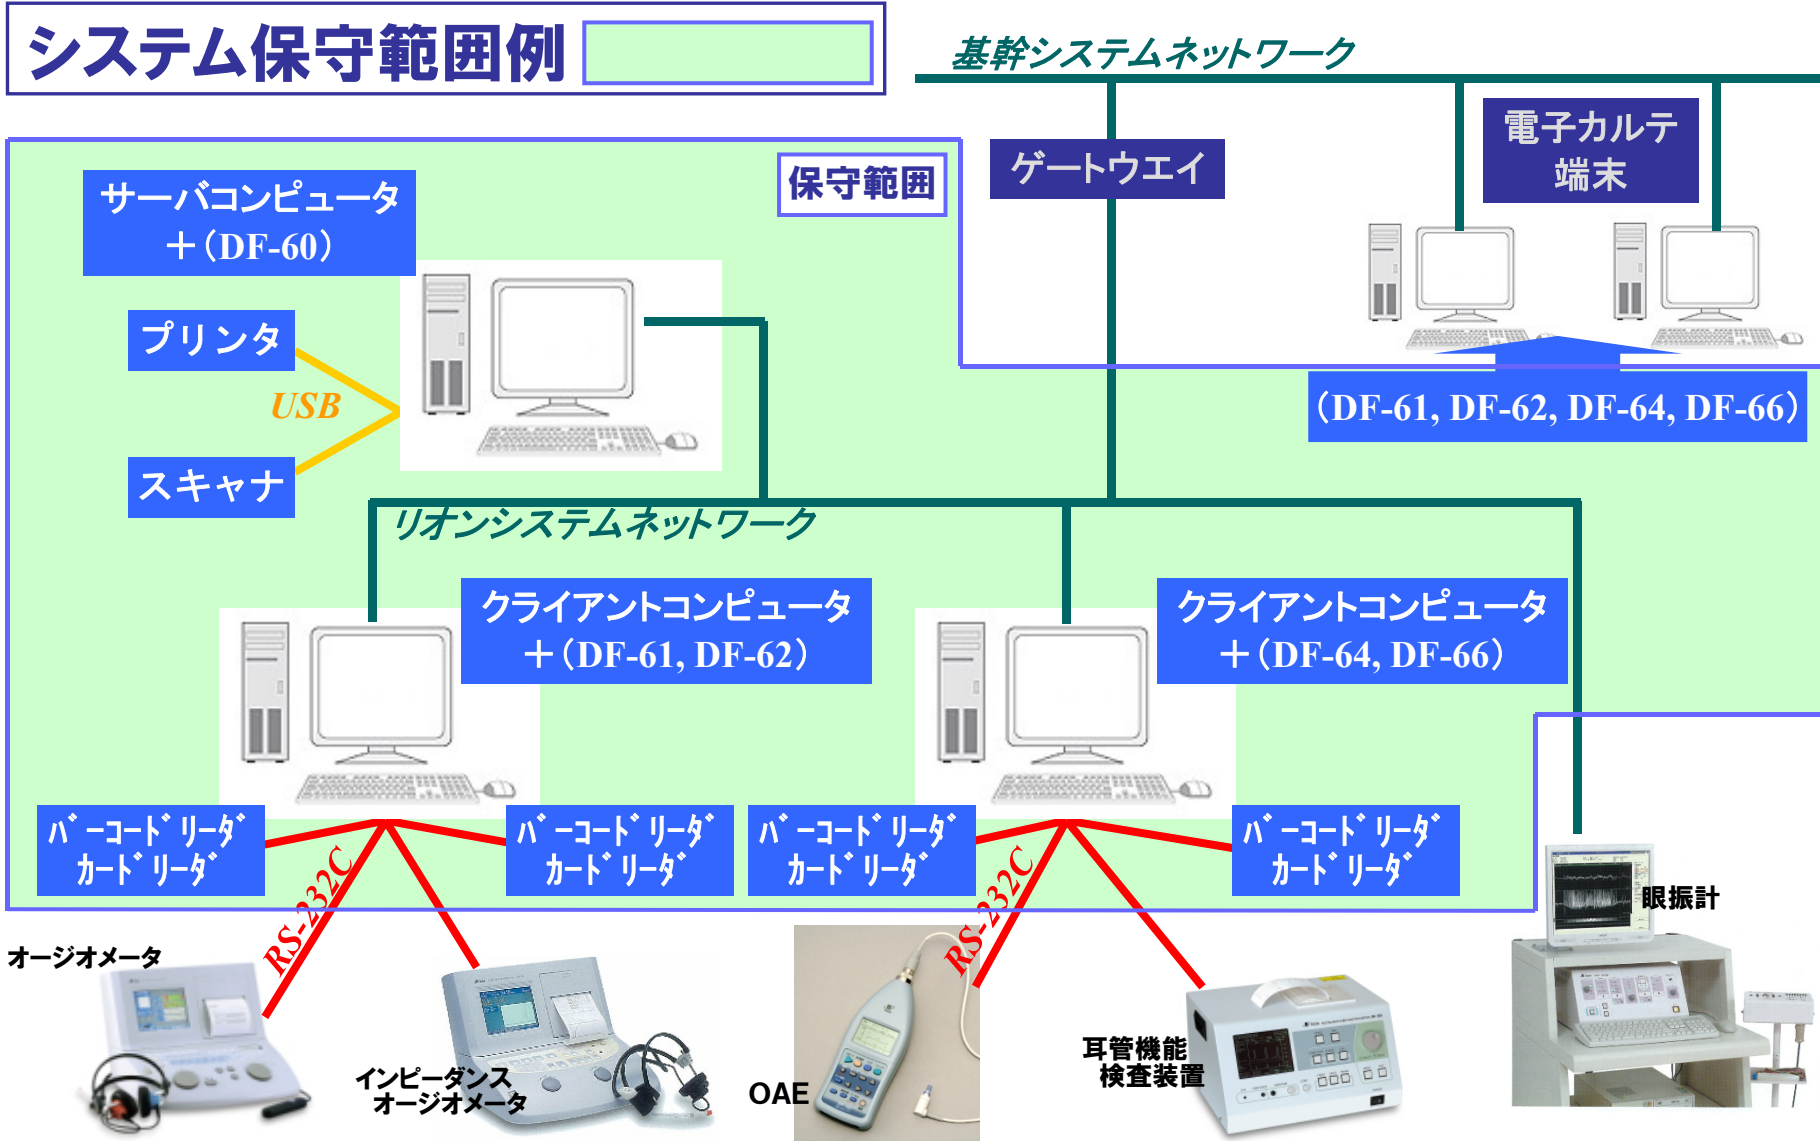 システム保守範囲例
基幹システムネットワーク
保守範囲
ゲートウエイ
電子カルテ
端末
サーバコンピュータ
＋（DF-60）
プリンタ
USB
スキャナ
（DF-61, DF-62, DF-64, DF-66）
リオンシステムネットワーク
クライアントコンピュータ
＋（DF-61, DF-62）
クライアントコンピュータ
＋（DF-64, DF-66）
ﾊﾞｰｺｰﾄﾞﾘｰﾀﾞ
ｶｰﾄﾞﾘｰﾀﾞ
ﾊﾞｰｺｰﾄﾞﾘｰﾀﾞ
ｶｰﾄﾞﾘｰﾀﾞ
ﾊﾞｰｺｰﾄﾞﾘｰﾀﾞ
ｶｰﾄﾞﾘｰﾀﾞ
ﾊﾞｰｺｰﾄﾞﾘｰﾀﾞ
ｶｰﾄﾞﾘｰﾀﾞ
RS-232C
RS-232C
眼振計
オージオメータ
インピーダンス
オージオメータ
OAE
耳管機能
検査装置